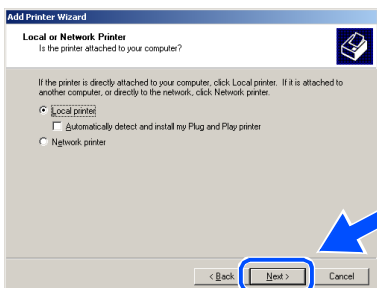 Add Printer Wizard
Local or Network Printer
Is the printer attached to your computer?
If the printer is directly attached to your computer, click Local printer. If it is attached to
another computer, or directly to the network, click Network printer.
Local printer
Automatically detect and install my Plug and Play printer
Network printer
< Back Next > Cancel